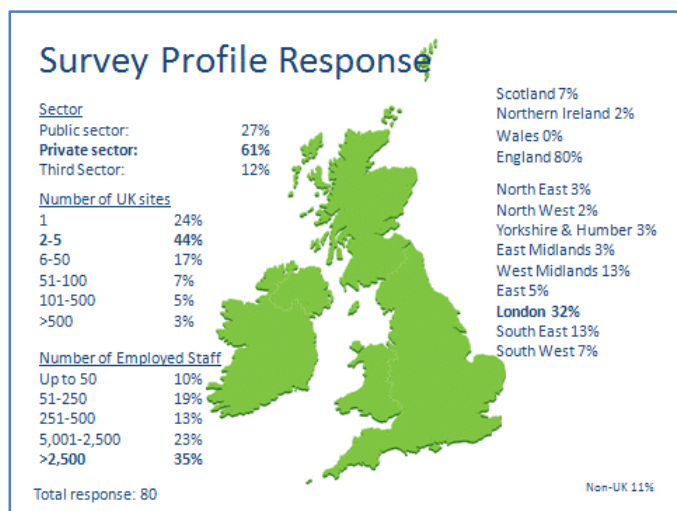 Survey Profile Response
Sector
Public sector: 27%
Private sector: 61%
Third Sector: 12%
Number of UK sites
1 24%
2-5 44%
6-50 17%
51-100 7%
101-500 5%
>500 3%
Number of Employed Staff
Up to 50 10%
51-250 19%
251-500 13%
5,001-2,500 23%
>2,500 35%
Total response: 80
Scotland 7%
Northern Ireland 2%
Wales 0%
England 80%
North East 3%
North West 2%
Yorkshire & Humber 3%
East Midlands 3%
West Midlands 13%
East 5%
London 32%
South East 13%
South West 7%
Non-UK 11%